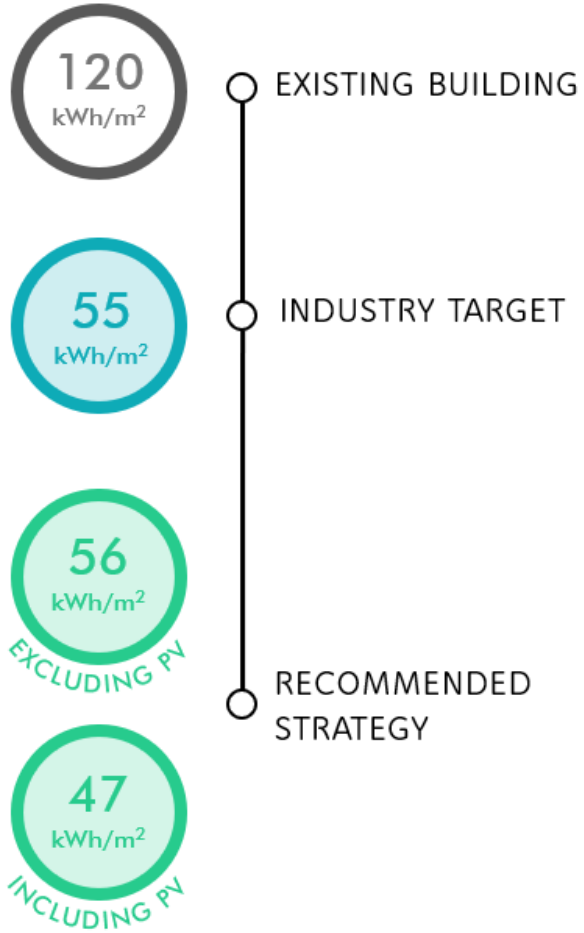 120
kWh/m²
EXISTING BUILDING
55
kWh/m²
INDUSTRY TARGET
56
kWh/m²
EXCLUDING PV
RECOMMENDED
STRATEGY
47
kWh/m²
INCLUDING PV